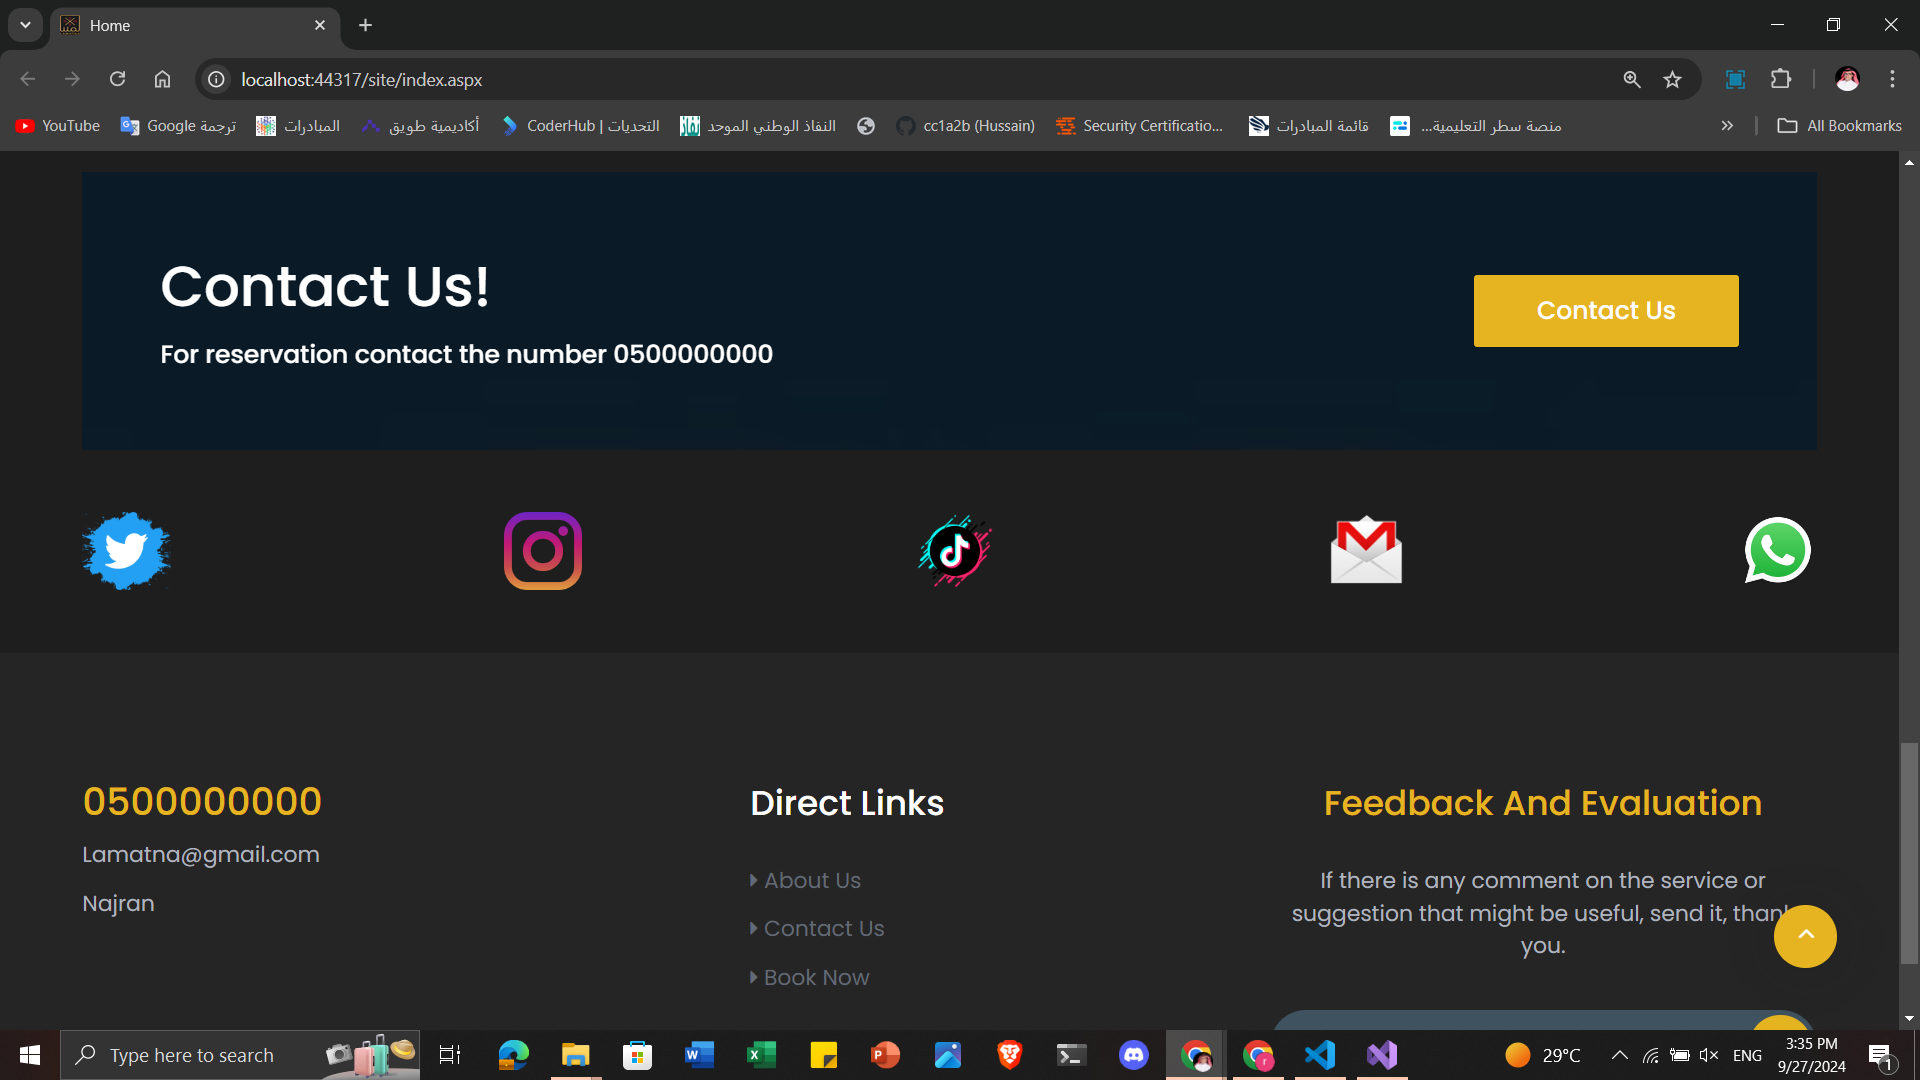 Home
localhost:44317/site/index.aspx
YouTube
ترجمة Google
المبادرات
أكاديمية طويق
CoderHub | التحديات
النفاذ الوطني الموحد
cc1a2b (Hussain)
Security Certificatio...
قائمة المبادرات
منصة سطر التعليمية...
All Bookmarks
Contact Us!
Contact Us
For reservation contact the number 0500000000
0500000000
Lamatna@gmail.com
Najran
Direct Links
About Us
Contact Us
Book Now
Feedback And Evaluation
If there is any comment on the service or
suggestion that might be useful, send it, thank
you.
Type here to search
29°C
ENG
3:35 PM
9/27/2024
1